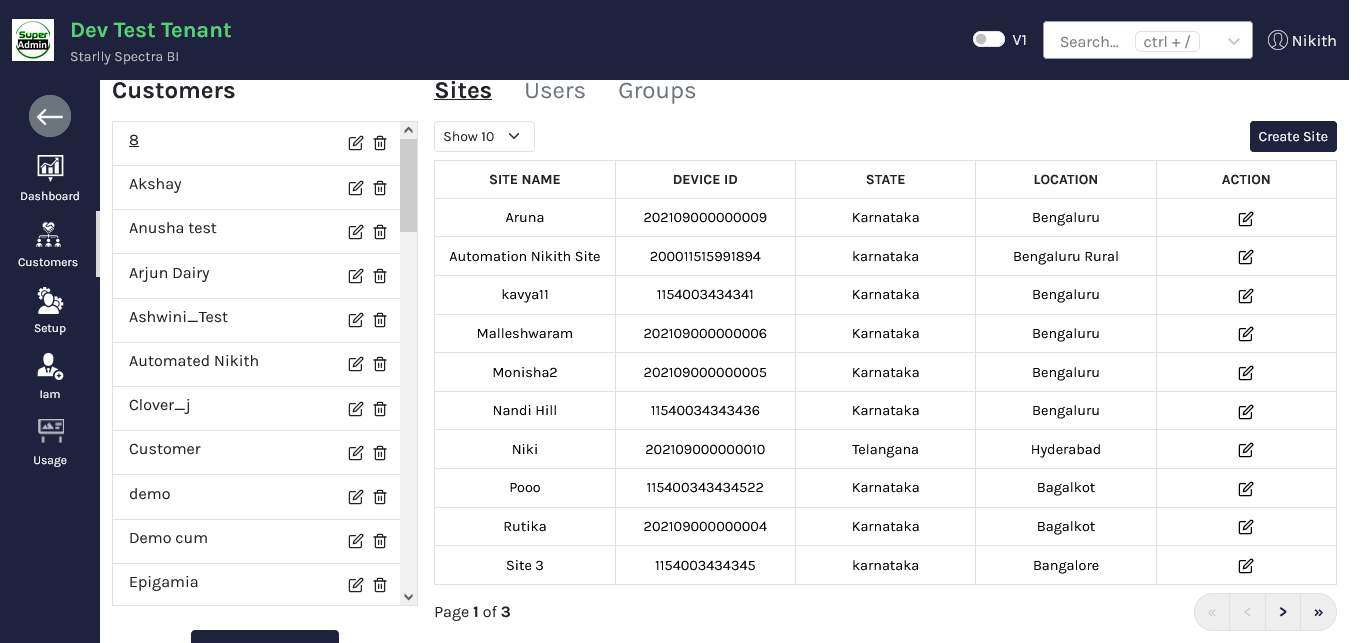 Super
Admin
Dev Test Tenant
Starlly Spectra BI
V1
Search...
ctrl + /
Nikith
Dashboard
Customers
Setup
Iam
Usage
Customers
8
Akshay
Anusha test
Arjun Dairy
Ashwini_Test
Automated Nikith
Clover_j
Customer
demo
Demo cum
Epigamia
Sites Users Groups
Show 10
Create Site
SITE NAME DEVICE ID STATE LOCATION ACTION
Aruna 202109000000009 Karnataka Bengaluru
Automation Nikith Site 200011515991894 karnataka Bengaluru Rural
kavya11 1154003434341 Karnataka Bengaluru
Malleshwaram 202109000000006 Karnataka Bengaluru
Monisha2 202109000000005 Karnataka Bengaluru
Nandi Hill 11540034343436 Karnataka Bengaluru
Niki 202109000000010 Telangana Hyderabad
Pooo 115400343434522 Karnataka Bagalkot
Rutika 202109000000004 Karnataka Bagalkot
Site 3 1154003434345 karnataka Bangalore
Page 1 of 3
« < > »